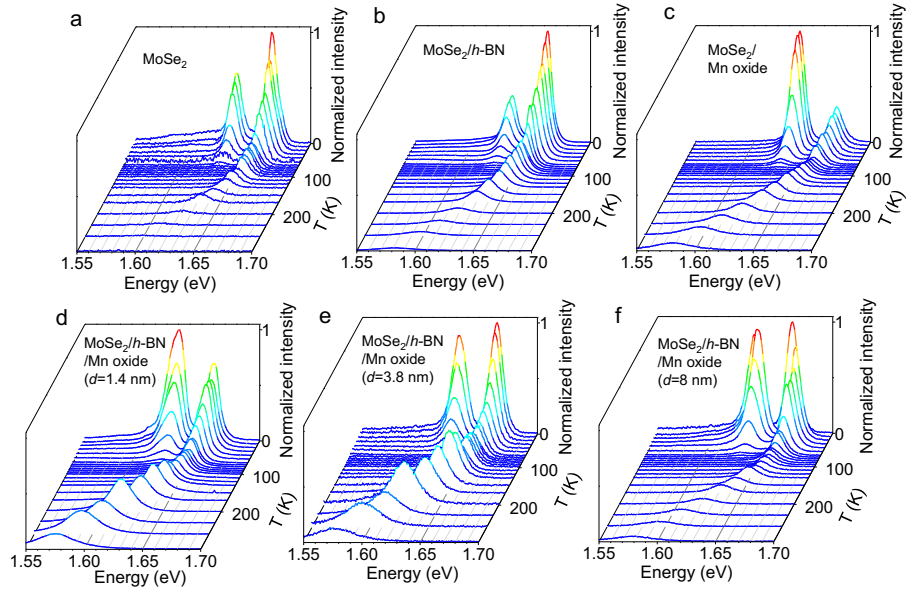 a
MoSe2
1
Normalized intensity
0
100
200
T (K)
1.55
1.60
1.65
1.70
Energy (eV)
b
MoSe2/h-BN
1
Normalized intensity
0
100
200
T (K)
1.55
1.60
1.65
1.70
Energy (eV)
c
MoSe2/
Mn oxide
1
Normalized intensity
0
100
200
T (K)
1.55
1.60
1.65
1.70
Energy (eV)
d
MoSe2/h-BN
/Mn oxide
(d=1.4 nm)
1
Normalized intensity
0
100
200
T (K)
1.55
1.60
1.65
1.70
Energy (eV)
e
MoSe2/h-BN
/Mn oxide
(d=3.8 nm)
1
Normalized intensity
0
100
200
T (K)
1.55
1.60
1.65
1.70
Energy (eV)
f
MoSe2/h-BN
/Mn oxide
(d=8 nm)
1
Normalized intensity
0
100
200
T (K)
1.55
1.60
1.65
1.70
Energy (eV)